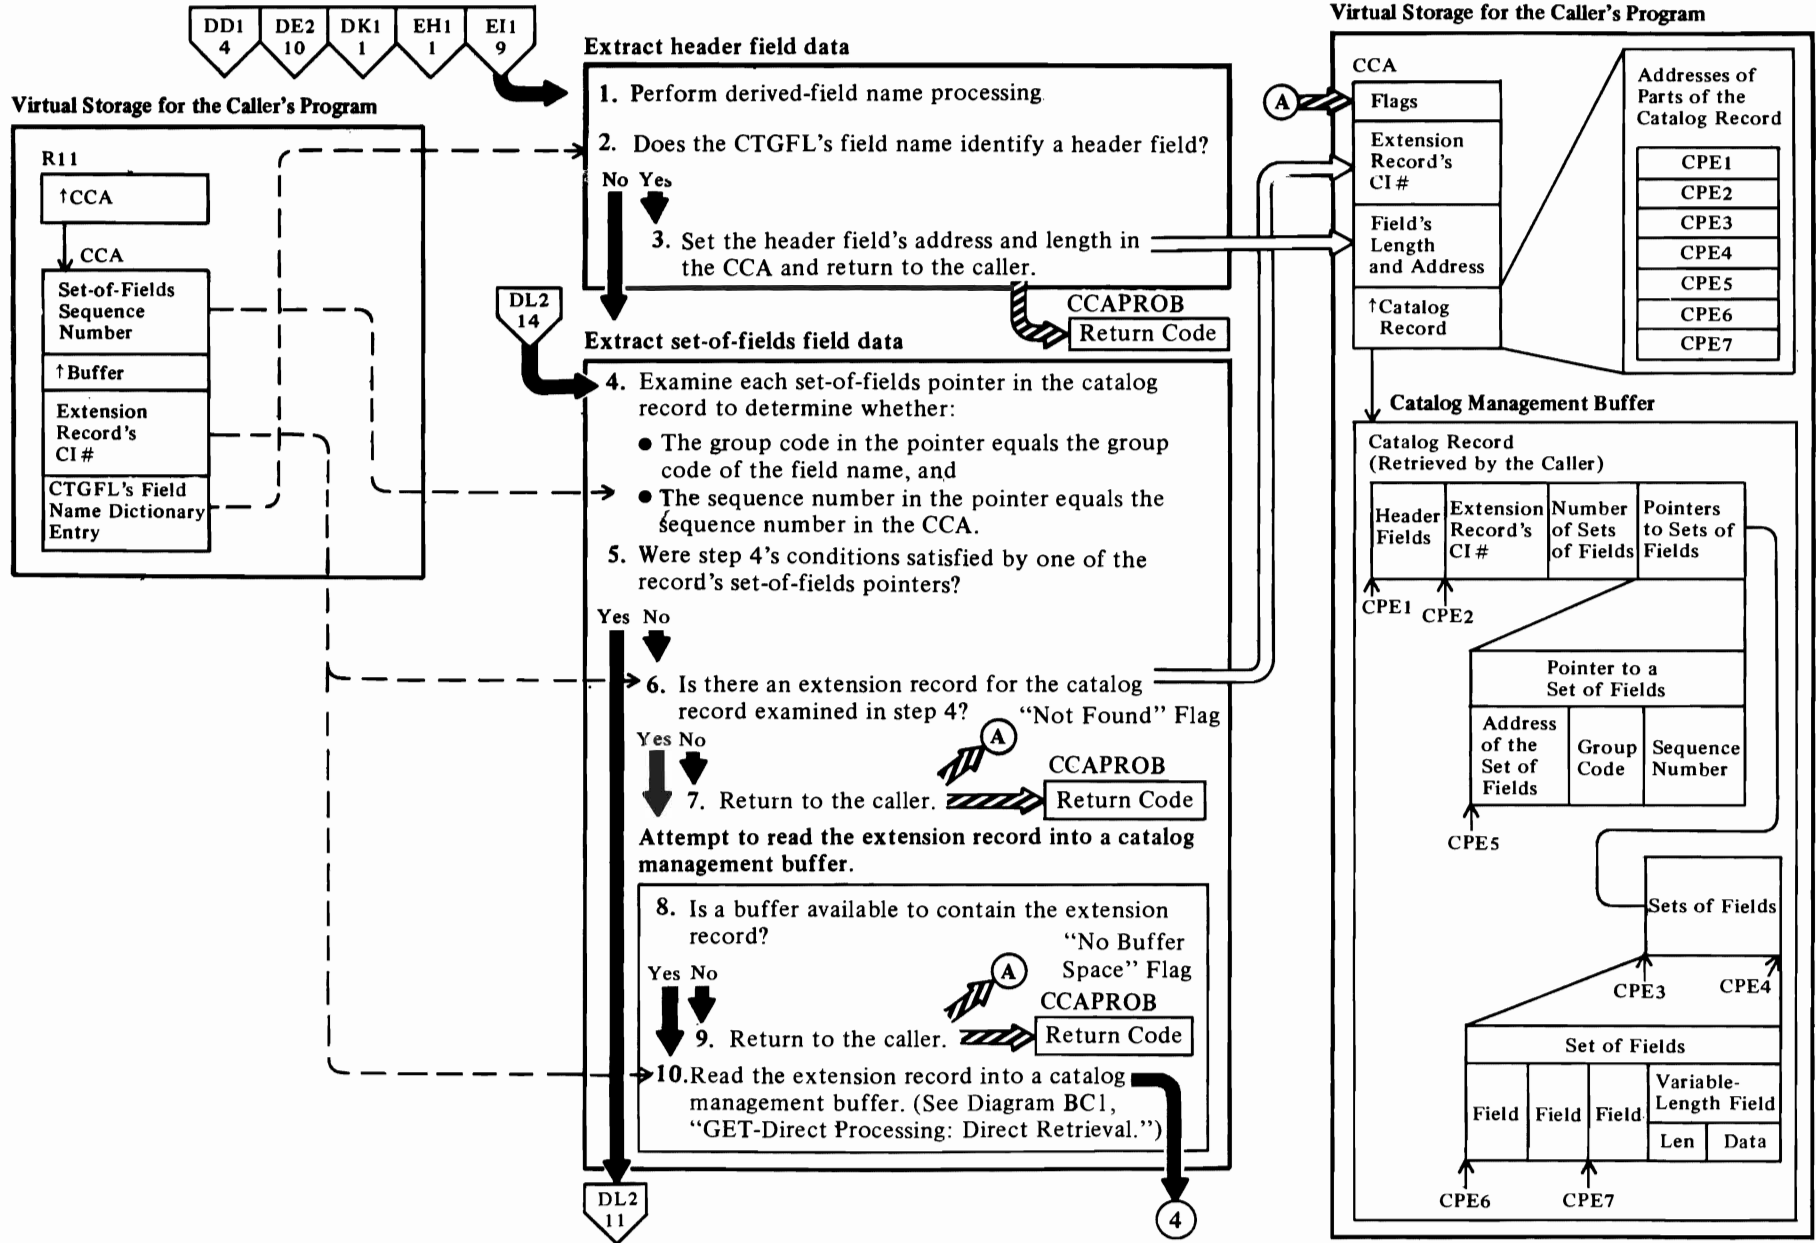 DD1 DE2 DK1 EH1 EI1
4 10 1 1 9
Virtual Storage for the Caller's Program
R11
↑CCA
CCA
Set-of-Fields
Sequence
Number
↑Buffer
Extension
Record's
CI#
CTGFL's Field
Name Dictionary
Entry
Extract header field data
1. Perform derived-field name processing
2. Does the CTGFL's field name identify a header field?
No Yes
3. Set the header field's address and length in
the CCA and return to the caller.
CCAPROB
Return Code
DL2
14
Extract set-of-fields field data
4. Examine each set-of-fields pointer in the catalog
record to determine whether:
● The group code in the pointer equals the group
code of the field name, and
● The sequence number in the pointer equals the
sequence number in the CCA.
5. Were step 4's conditions satisfied by one of the
record's set-of-fields pointers?
Yes No
6. Is there an extension record for the catalog
record examined in step 4?
"Not Found" Flag
Yes No
A
CCAPROB
7. Return to the caller.
Return Code
Attempt to read the extension record into a catalog
management buffer.
8. Is a buffer available to contain the extension
record?
"No Buffer
Space" Flag
Yes No
A
CCAPROB
9. Return to the caller.
Return Code
10. Read the extension record into a catalog
management buffer. (See Diagram BC1,
"GET-Direct Processing: Direct Retrieval.")
DL2
11
4
Virtual Storage for the Caller's Program
CCA
A
Flags
Extension
Record's
CI#
Field's
Length
and Address
↑Catalog
Record
Addresses of
Parts of the
Catalog Record
CPE1
CPE2
CPE3
CPE4
CPE5
CPE6
CPE7
Catalog Management Buffer
Catalog Record
(Retrieved by the Caller)
Header
Fields
Extension
Record's
CI#
Number
of Sets
of Fields
Pointers
to Sets of
Fields
CPE1
CPE2
Pointer to a
Set of Fields
Address
of the
Set of
Fields
Group
Code
Sequence
Number
CPE5
Sets of Fields
CPE3
CPE4
Set of Fields
Field
Field
Field
Variable-
Length Field
Len
Data
CPE6
CPE7